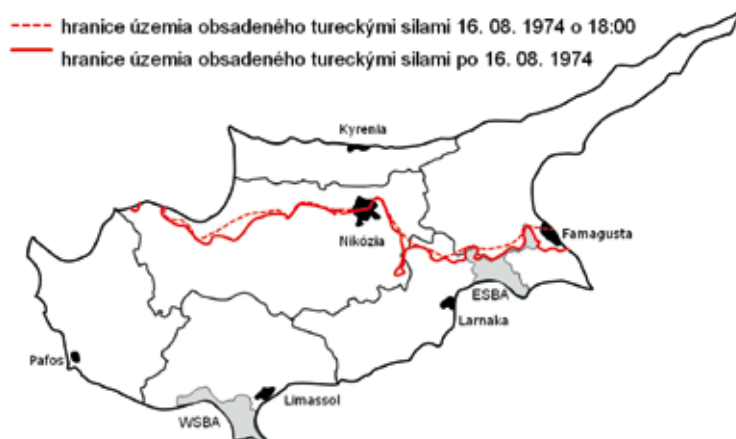 hranice územia obsadeného tureckými silami 16. 08. 1974 o 18:00
hranice územia obsadeného tureckými silami po 16. 08. 1974
Kyrenia
Nikózia
Famagusta
ESBA
Larnaka
Pafos
Limassol
WSBA